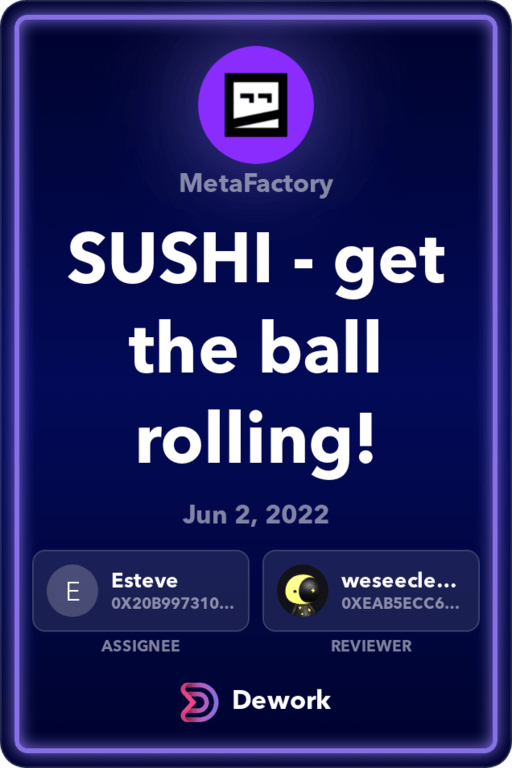 MetaFactory
SUSHI - get
the ball
rolling!
Jun 2, 2022
E
Esteve
0X20B997310...
ASSIGNEE
weseecle...
0XEAB5ECC6...
REVIEWER
Dework